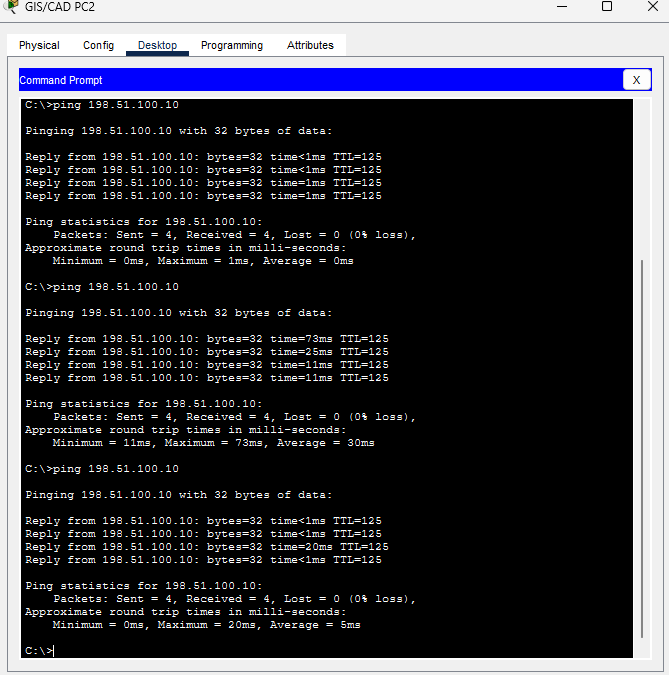 GIS/CAD PC2
Physical Config Desktop Programming Attributes
Command Prompt X
C:\>ping 198.51.100.10
Pinging 198.51.100.10 with 32 bytes of data:
Reply from 198.51.100.10: bytes=32 time<1ms TTL=125
Reply from 198.51.100.10: bytes=32 time<1ms TTL=125
Reply from 198.51.100.10: bytes=32 time=1ms TTL=125
Reply from 198.51.100.10: bytes=32 time=1ms TTL=125
Ping statistics for 198.51.100.10:
Packets: Sent = 4, Received = 4, Lost = 0 (0% loss),
Approximate round trip times in milli-seconds:
Minimum = 0ms, Maximum = 1ms, Average = 0ms
C:\>ping 198.51.100.10
Pinging 198.51.100.10 with 32 bytes of data:
Reply from 198.51.100.10: bytes=32 time=73ms TTL=125
Reply from 198.51.100.10: bytes=32 time=25ms TTL=125
Reply from 198.51.100.10: bytes=32 time=11ms TTL=125
Reply from 198.51.100.10: bytes=32 time=11ms TTL=125
Ping statistics for 198.51.100.10:
Packets: Sent = 4, Received = 4, Lost = 0 (0% loss),
Approximate round trip times in milli-seconds:
Minimum = 11ms, Maximum = 73ms, Average = 30ms
C:\>ping 198.51.100.10
Pinging 198.51.100.10 with 32 bytes of data:
Reply from 198.51.100.10: bytes=32 time<1ms TTL=125
Reply from 198.51.100.10: bytes=32 time<1ms TTL=125
Reply from 198.51.100.10: bytes=32 time=20ms TTL=125
Reply from 198.51.100.10: bytes=32 time<1ms TTL=125
Ping statistics for 198.51.100.10:
Packets: Sent = 4, Received = 4, Lost = 0 (0% loss),
Approximate round trip times in milli-seconds:
Minimum = 0ms, Maximum = 20ms, Average = 5ms
C:\>